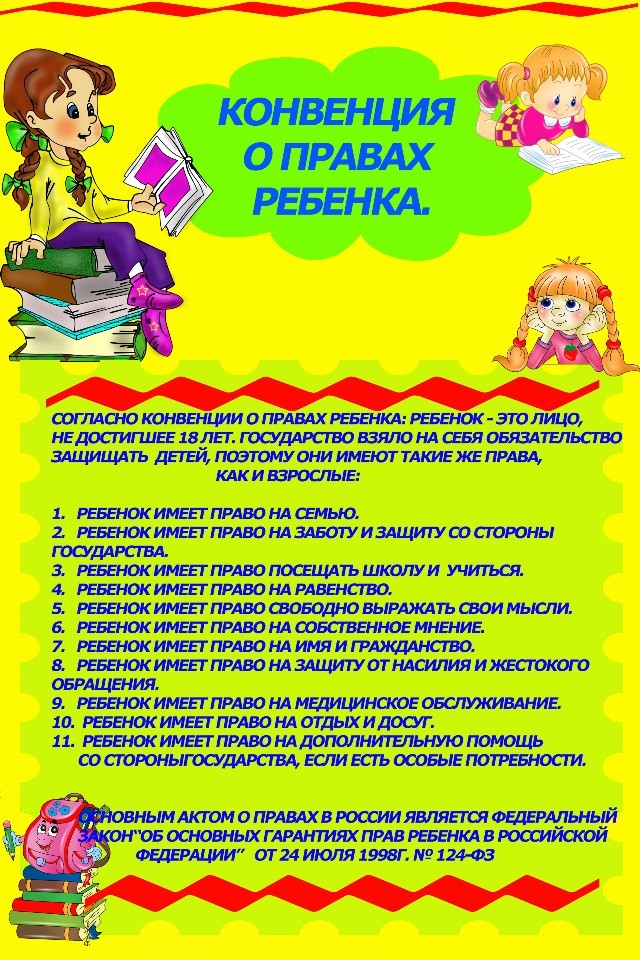 КОНВЕНЦИЯ
О ПРАВАХ
РЕБЕНКА.
СОГЛАСНО КОНВЕНЦИИ О ПРАВАХ РЕБЕНКА: РЕБЕНОК - ЭТО ЛИЦО,
НЕ ДОСТИГШЕЕ 18 ЛЕТ. ГОСУДАРСТВО ВЗЯЛО НА СЕБЯ ОБЯЗАТЕЛЬСТВО
ЗАЩИЩАТЬ ДЕТЕЙ, ПОЭТОМУ ОНИ ИМЕЮТ ТАКИЕ ЖЕ ПРАВА,
КАК И ВЗРОСЛЫЕ:
1. РЕБЕНОК ИМЕЕТ ПРАВО НА СЕМЬЮ.
2. РЕБЕНОК ИМЕЕТ ПРАВО НА ЗАБОТУ И ЗАЩИТУ СО СТОРОНЫ
ГОСУДАРСТВА.
3. РЕБЕНОК ИМЕЕТ ПРАВО ПОСЕЩАТЬ ШКОЛУ И УЧИТЬСЯ.
4. РЕБЕНОК ИМЕЕТ ПРАВО НА РАВЕНСТВО.
5. РЕБЕНОК ИМЕЕТ ПРАВО СВОБОДНО ВЫРАЖАТЬ СВОИ МЫСЛИ.
6. РЕБЕНОК ИМЕЕТ ПРАВО НА СОБСТВЕННОЕ МНЕНИЕ.
7. РЕБЕНОК ИМЕЕТ ПРАВО НА ИМЯ И ГРАЖДАНСТВО.
8. РЕБЕНОК ИМЕЕТ ПРАВО НА ЗАЩИТУ ОТ НАСИЛИЯ И ЖЕСТОКОГО
ОБРАЩЕНИЯ.
9. РЕБЕНОК ИМЕЕТ ПРАВО НА МЕДИЦИНСКОЕ ОБСЛУЖИВАНИЕ.
10. РЕБЕНОК ИМЕЕТ ПРАВО НА ОТДЫХ И ДОСУГ.
11. РЕБЕНОК ИМЕЕТ ПРАВО НА ДОПОЛНИТЕЛЬНУЮ ПОМОЩЬ
СО СТОРОНЫГОСУДАРСТВА, ЕСЛИ ЕСТЬ ОСОБЫЕ ПОТРЕБНОСТИ.
ОСНОВНЫМ АКТОМ О ПРАВАХ В РОССИИ ЯВЛЯЕТСЯ ФЕДЕРАЛЬНЫЙ
ЗАКОН“ОБ ОСНОВНЫХ ГАРАНТИЯХ ПРАВ РЕБЕНКА В РОССИЙСКОЙ
ФЕДЕРАЦИИ” ОТ 24 ИЮЛЯ 1998Г. № 124-ФЗ